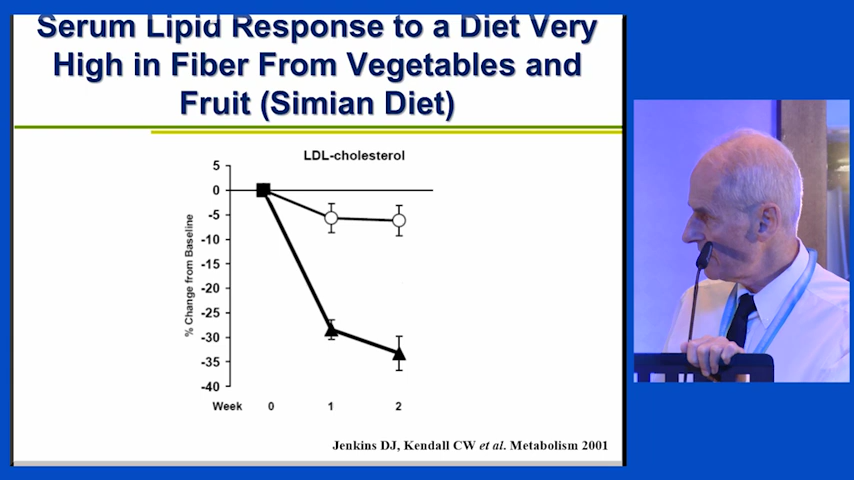 Serum Lipid Response to a Diet Very
High in Fiber From Vegetables and
Fruit (Simian Diet)
LDL-cholesterol
% Change from Baseline
5
0
-5
-10
-15
-20
-25
-30
-35
-40
Week 0 1 2
Jenkins DJ, Kendall CW et al. Metabolism 2001